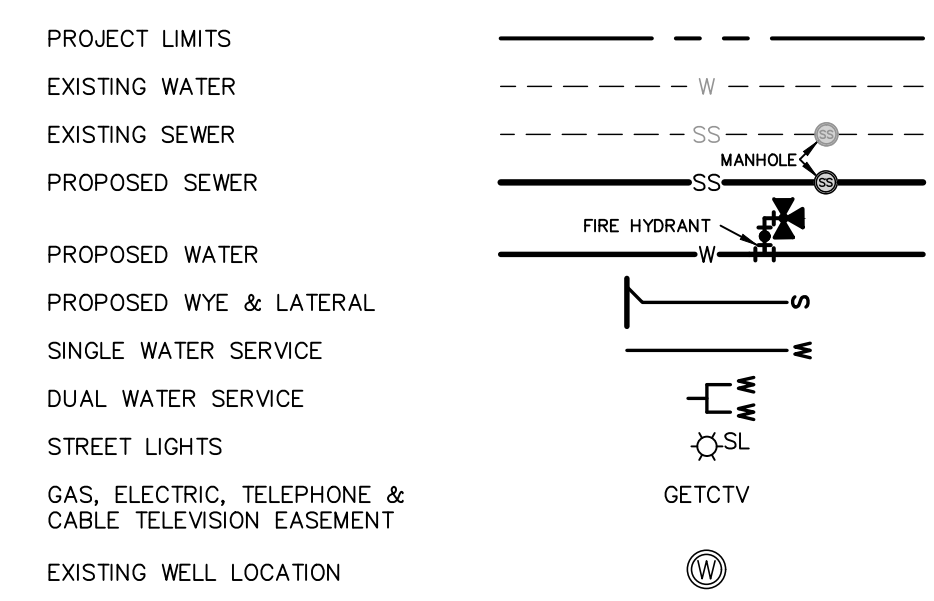 PROJECT LIMITS
EXISTING WATER W
EXISTING SEWER SS SS
MANHOLE
PROPOSED SEWER SS SS
FIRE HYDRANT
PROPOSED WATER W
PROPOSED WYE & LATERAL S
SINGLE WATER SERVICE W
DUAL WATER SERVICE W
W
STREET LIGHTS SL
GAS, ELECTRIC, TELEPHONE & GETCTV
CABLE TELEVISION EASEMENT
EXISTING WELL LOCATION W